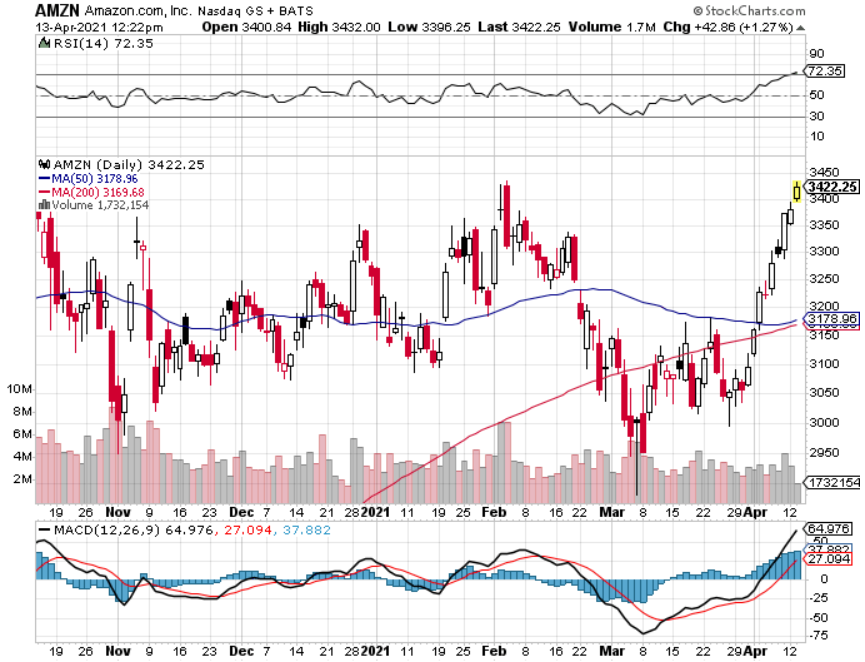 AMZN Amazon.com, Inc. Nasdaq GS + BATS © StockCharts.com
13-Apr-2021 12:22pm Open 3400.84 High 3432.00 Low 3396.25 Last 3422.25 Volume 1.7M Chg +42.86 (+1.27%)
RSI(14) 72.35
90
72.35
50
30
10
AMZN (Daily) 3422.25
MA(50) 3178.96
MA(200) 3169.68
Volume 1,732,154
3450
3422.25
3400
3350
3300
3250
3200
3178.96
3150
3100
3050
3000
2950
10M
8M
6M
4M
2M
1732154
19 26 Nov 9 16 23 Dec 7 14 21 28 2021 11 19 25 Feb 8 16 22 Mar 8 15 22 29 Apr 12
MACD(12,26,9) 64.976, 27.094, 37.882
64.976
50
37.882
27.094
0
-25
-50
-75
19 26 Nov 9 16 23 Dec 7 14 21 28 2021 11 19 25 Feb 8 16 22 Mar 8 15 22 29 Apr 12